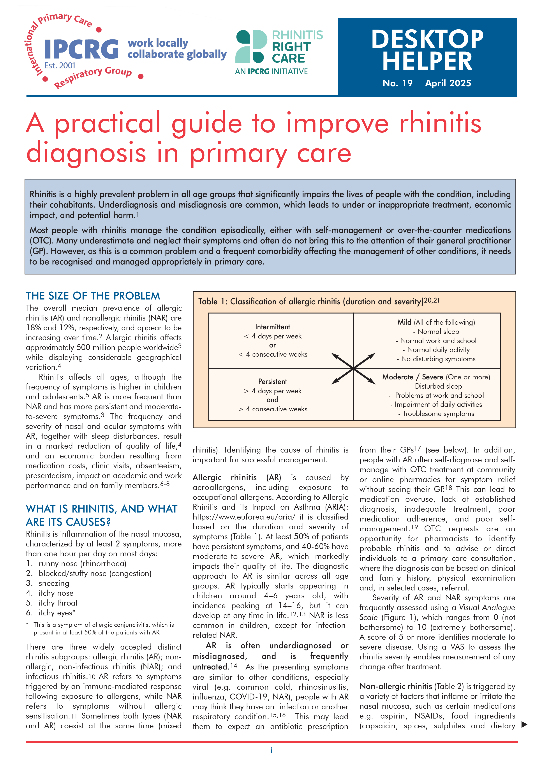 International Primary Care
Respiratory Group
IPCRG
Est. 2001
work locally
collaborate globally
RHINITIS
RIGHT
CARE
AN IPCRG INITIATIVE
DESKTOP
HELPER
No. 19 April 2025
A practical guide to improve rhinitis
diagnosis in primary care
Rhinitis is a highly prevalent problem in all age groups that significantly impairs the lives of people with the condition, including
their cohabitants. Underdiagnosis and misdiagnosis are common, which leads to under or inappropriate treatment, economic
impact, and potential harm.1
Most people with rhinitis manage the condition episodically, either with self-management or over-the-counter medications
(OTC). Many underestimate and neglect their symptoms and often do not bring this to the attention of their general practitioner
(GP). However, as this is a common problem and a frequent comorbidity affecting the management of other conditions, it needs
to be recognised and managed appropriately in primary care.
THE SIZE OF THE PROBLEM
The overall median prevalence of allergic
rhinitis (AR) and nonallergic rhinitis (NAR) are
18% and 12%, respectively, and appear to be
increasing over time.2 Allergic rhinitis affects
approximately 500 million people worldwide3
while displaying considerable geographical
variation.4
Rhinitis affects all ages, although the
frequency of symptoms is higher in children
and adolescents.5 AR is more frequent than
NAR and has more persistent and moderate-
to-severe symptoms.3 The frequency and
severity of nasal and ocular symptoms with
AR, together with sleep disturbances, result
in a marked reduction of quality of life,4
and an economic burden resulting from
medication costs, clinic visits, absenteeism,
presenteeism, impact on academic and work
performance and on family members.6-9
WHAT IS RHINITIS, AND WHAT
ARE ITS CAUSES?
Rhinitis is inflammation of the nasal mucosa,
characterized by at least 2 symptoms, more
than one hour per day on most days:
1. runny nose (rhinorrhea)
2. blocked/stuffy nose (congestion)
3. sneezing
4. itchy nose
5. itchy throat
6. itchy eyes*
* This is a symptom of allergic conjunctivitis, which is
present in at least 50% of the patients with AR
There are three widely accepted distinct
rhinitis subgroups: allergic rhinitis (AR); non-
allergic, non-infectious rhinitis (NAR); and
infectious rhinitis.10 AR refers to symptoms
triggered by an immune-mediated response
following exposure to allergens, while NAR
refers to symptoms without allergic
sensitisation.11 Sometimes both types (NAR
and AR) coexist at the same time (mixed
Table 1: Classification of allergic rhinitis (duration and severity)20,21
Intermittent
< 4 days per week
or
< 4 consecutive weeks
Mild (All of the following)
- Normal sleep
- Normal work and school
- Normal daily activity
- No disturbing symptoms
Persistent
> 4 days per week
and
> 4 consecutive weeks
Moderate / Severe (One or more)
- Disturbed sleep
- Problems at work and school
- Impairment of daily activities
- Troublesome symptoms
rhinitis). Identifying the cause of rhinitis is
important for successful management.
Allergic rhinitis (AR) is caused by
aeroallergens, including exposure to
occupational allergens. According to Allergic
Rhinitis and its Impact on Asthma (ARIA):
https://www.euforea.eu/aria/ it is classified
based on the duration and severity of
symptoms (Table 1). At least 50% of patients
have persistent symptoms, and 40-60% have
moderate-to-severe AR, which markedly
impacts their quality of life. The diagnostic
approach to AR is similar across all age
groups. AR typically starts appearing in
children around 4–6 years old, with
incidence peaking at 14–16, but it can
develop at any time in life.12,13 NAR is less
common in children, except for infection-
related NAR.
AR is often underdiagnosed or
misdiagnosed, and is frequently
untreated.14 As the presenting symptoms
are similar to other conditions, especially
viral (e.g. common cold, rhinosinusitis,
influenza, COVID-19, NAR), people with AR
may think they have an infection or another
respiratory condition.15,16 This may lead
them to expect an antibiotic prescription
from their GPs17 (see below). In addition,
people with AR often self-diagnose and self-
manage with OTC treatment at community
or online pharmacies for symptom relief
without seeing their GP.18 This can lead to
medication overuse, lack of established
diagnosis, inadequate treatment, poor
medication adherence, and poor self-
management.19 OTC requests are an
opportunity for pharmacists to identify
probable rhinitis and to advise or direct
individuals to a primary care consultation,
where the diagnosis can be based on clinical
and family history, physical examination
and, in selected cases, referral.
Severity of AR and NAR symptoms are
frequently assessed using a Visual Analogue
Scale (Figure 1), which ranges from 0 (not
bothersome) to 10 (extremely bothersome).
A score of 5 or more identifies moderate to
severe disease. Using a VAS to assess the
rhinitis severity enables measurement of any
change after treatment.
Non-allergic rhinitis (Table 2) is triggered by
a variety of factors that inflame or irritate the
nasal mucosa, such as certain medications
e.g. aspirin, NSAIDs, food ingredients
(capsaicin, spices, sulphites and dietary
1